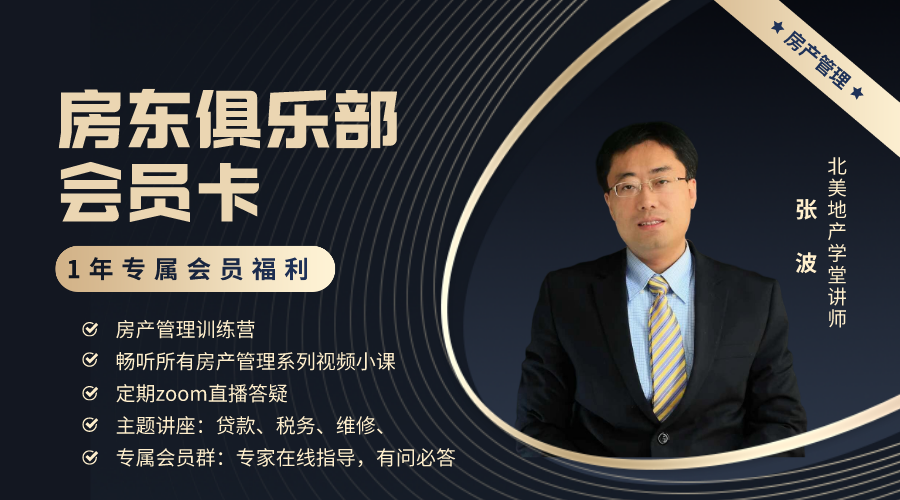 房东俱乐部
会员卡
1年专属会员福利
房产管理训练营
畅听所有房产管理系列视频小课
定期zoom直播答疑
主题讲座：贷款、税务、维修、
专属会员群：专家在线指导，有问必答
房产管理
北美地产学堂讲师
张波